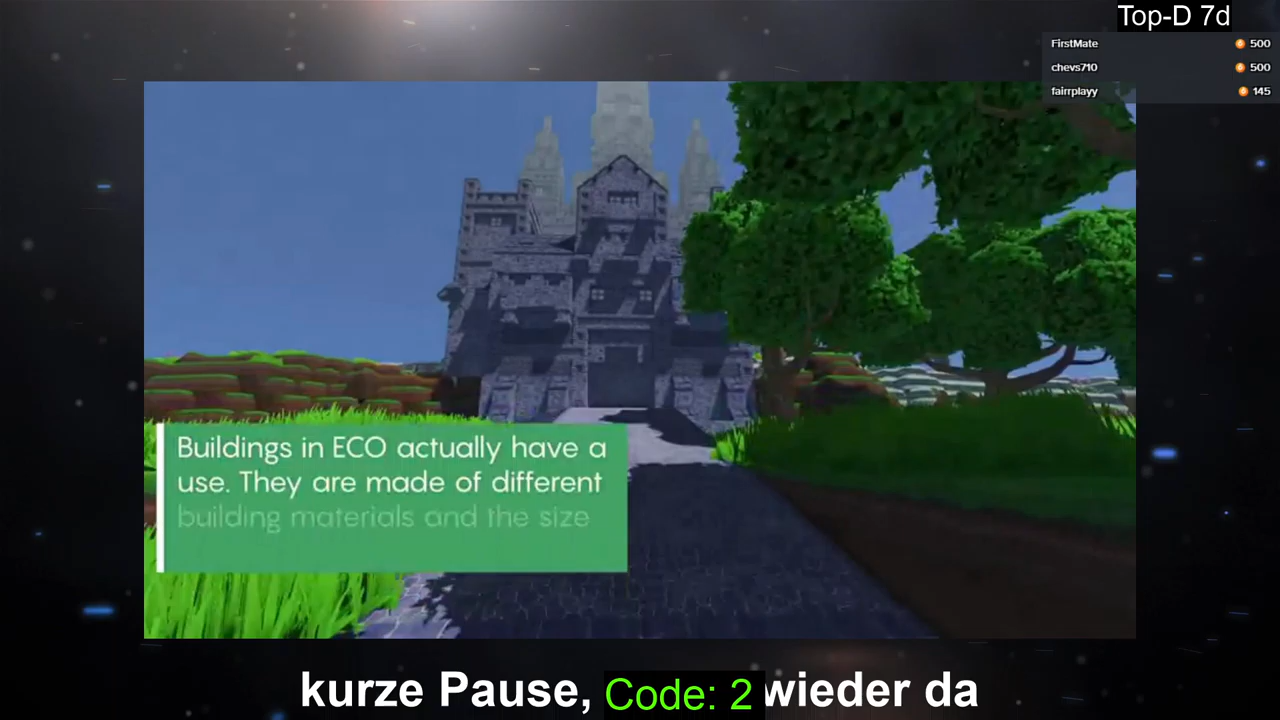 Top-D 7d
FirstMate 500
chevs710 500
fairrplayy 145
Buildings in ECO actually have a
use. They are made of different
building materials and the size
kurze Pause, Code: 2 wieder da